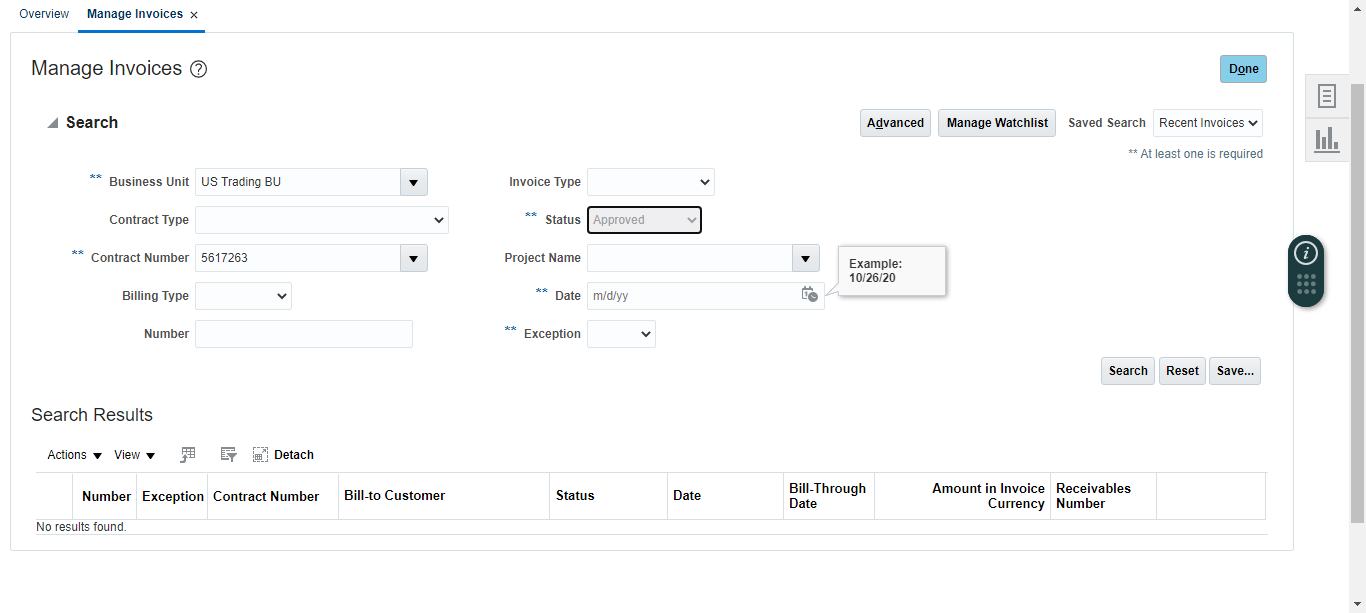 Overview
Manage Invoices ×
Manage Invoices ?
Done
Search
Advanced
Manage Watchlist
Saved Search
Recent Invoices
** At least one is required
** Business Unit
US Trading BU
Invoice Type
Contract Type
** Status
Approved
** Contract Number
5617263
Project Name
Example:
10/26/20
Billing Type
** Date
m/d/yy
Number
** Exception
Search
Reset
Save...
Search Results
Actions
View
Detach
Number
Exception
Contract Number
Bill-to Customer
Status
Date
Bill-Through
Date
Amount in Invoice
Currency
Receivables
Number
No results found.